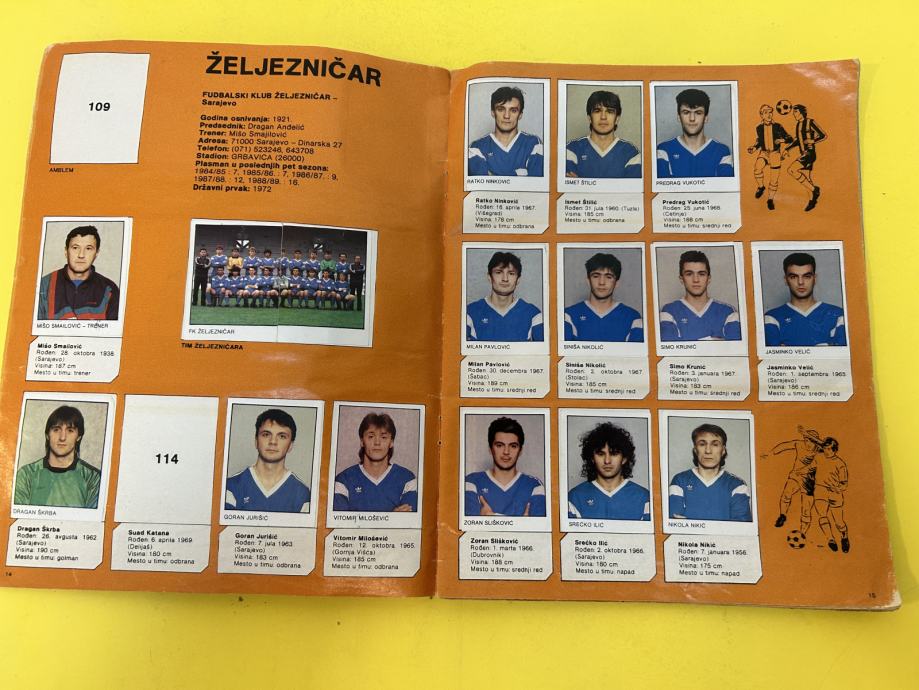 109
AMBLEM
ŽELJEZNIČAR
FUDBALSKI KLUB ŽELJEZNIČAR –
Sarajevo
Godina osnivanja: 1921.
Predsednik: Dragan Anđelić
Trener: Mišo Smajilović
Adresa: 71000 Sarajevo – Dinarska 27
Telefon: (071) 523246, 643708
Stadion: GRBAVICA (26000)
Plasman u poslednjih pet sezona:
1984/85 : 7, 1985/86. : 7, 1986/87. : 9,
1987/88. : 12, 1988/89. : 16.
Državni prvak: 1972
MIŠO SMAILOVIĆ – TRENER
Mišo Smailović
Rođen: 28. oktobra 1938.
(Sarajevo)
Visina: 187 cm
Mesto u timu: trener
FK ŽELJEZNIČAR
TIM ŽELJEZNIČARA
DRAGAN ŠKRBA
Dragan Škrba
Rođen: 26. avgusta 1962.
(Sarajevo)
Visina: 190 cm
Mesto u timu: golman
114
Suad Katana
Rođen: 6. aprila 1969.
(Delijaš)
Visina: 180 cm
Mesto u timu: odbrana
GORAN JURIŠIĆ
Goran Jurišić
Rođen: 7. jula 1963.
(Sarajevo)
Visina: 183 cm
Mesto u timu: odbrana
VITOMIR MILOŠEVIĆ
Vitomir Milošević
Rođen: 12. oktobra 1965.
(Gornja Višća)
Visina: 185 cm
Mesto u timu: odbrana
14
RATKO NINKOVIĆ
Ratko Ninković
Rođen: 16. aprila 1967.
(Višegrad)
Visina: 178 cm
Mesto u timu: odbrana
ISMET ŠTILIĆ
Ismet Štilić
Rođen: 31. jula 1960. (Tuzla)
Visina: 185 cm
Mesto u timu: odbrana
PREDRAG VUKOTIĆ
Predrag Vukotić
Rođen: 25. juna 1968.
(Cetinje)
Visina: 188 cm
Mesto u timu: srednji red
MILAN PAVLOVIĆ
Milan Pavlović
Rođen: 30. decembra 1967.
(Šabac)
Visina: 189 cm
Mesto u timu: srednji red
SINIŠA NIKOLIĆ
Siniša Nikolić
Rođen: 2. oktobra 1967.
(Stolac)
Visina: 185 cm
Mesto u timu: srednji red
SIMO KRUNIĆ
Simo Krunić
Rođen: 3. januara 1967.
(Sarajevo)
Visina: 183 cm
Mesto u timu: srednji red
JASMINKO VELIĆ
Jasminko Velić
Rođen: 1. septembra 1965.
(Sarajevo)
Visina: 186 cm
Mesto u timu: srednji red
ZORAN SLIŠKOVIĆ
Zoran Slišković
Rođen: 1. marta 1966.
(Dubrovnik)
Visina: 188 cm
Mesto u timu: srednji red
SREĆKO ILIĆ
Srećko Ilić
Rođen: 2. oktobra 1966.
(Sarajevo)
Visina: 180 cm
Mesto u timu: napad
NIKOLA NIKIĆ
Nikola Nikić
Rođen: 7. januara 1956.
(Sarajevo)
Visina: 175 cm
Mesto u timu: napad
15